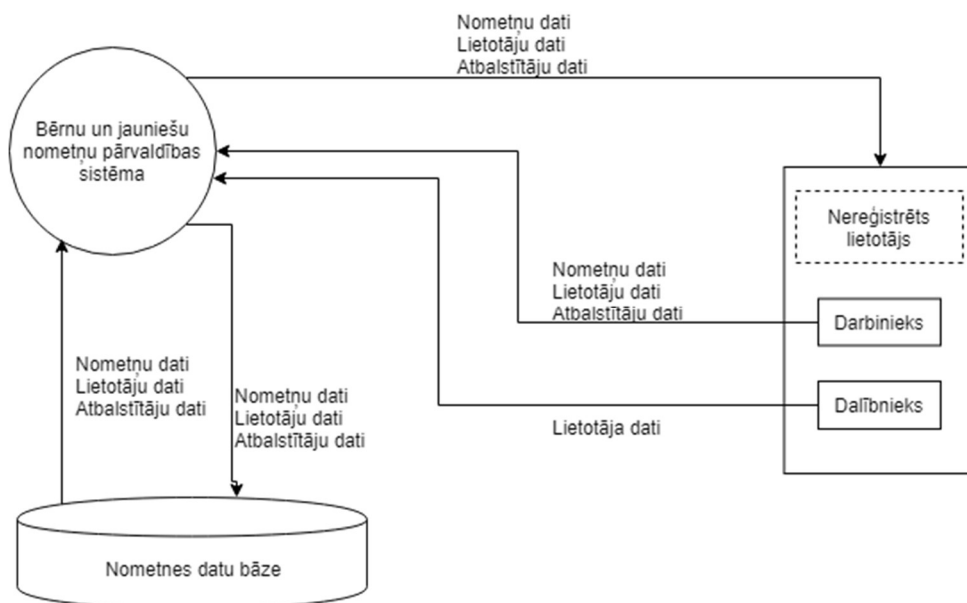 Nometņu dati
Lietotāju dati
Atbalstītāju dati
Bērnu un jauniešu
nometņu pārvaldības
sistēma
Nereģistrēts
lietotājs
Nometņu dati
Lietotāju dati
Atbalstītāju dati
Darbinieks
Nometņu dati
Lietotāju dati
Atbalstītāju dati
Nometņu dati
Lietotāju dati
Atbalstītāju dati
Dalībnieks
Lietotāja dati
Nometnes datu bāze